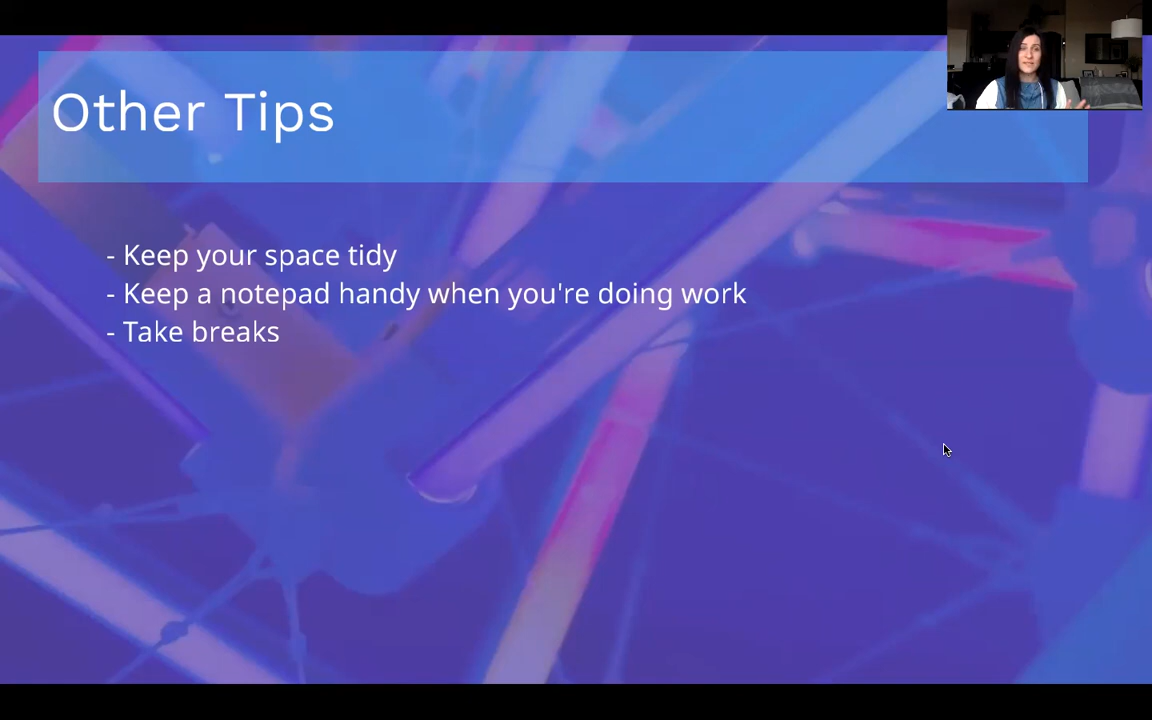 Other Tips
- Keep your space tidy
- Keep a notepad handy when you're doing work
- Take breaks